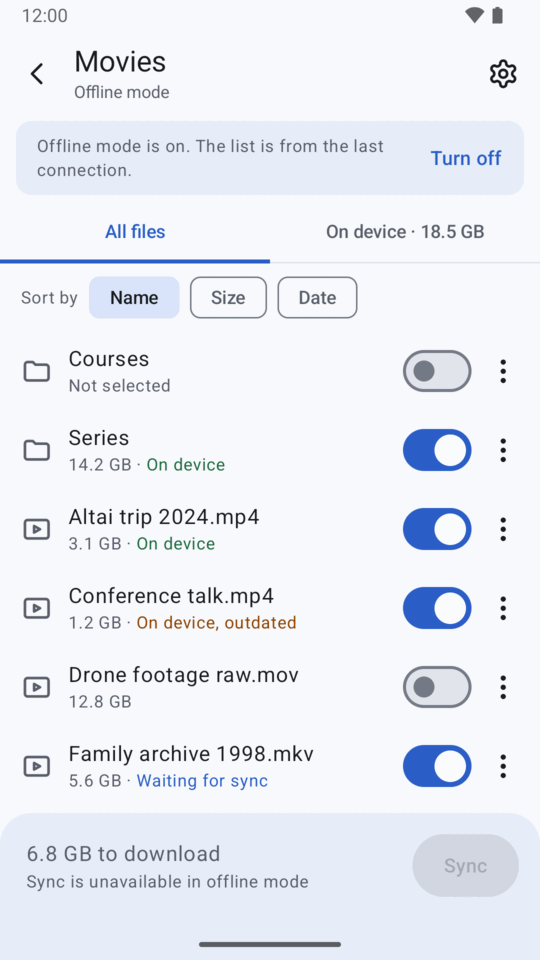 12:00
Movies
Offline mode
Offline mode is on. The list is from the last
connection.
Turn off
All files
On device · 18.5 GB
Sort by
Name
Size
Date
Courses
Not selected
Series
14.2 GB · On device
Altai trip 2024.mp4
3.1 GB · On device
Conference talk.mp4
1.2 GB · On device, outdated
Drone footage raw.mov
12.8 GB
Family archive 1998.mkv
5.6 GB · Waiting for sync
6.8 GB to download
Sync is unavailable in offline mode
Sync